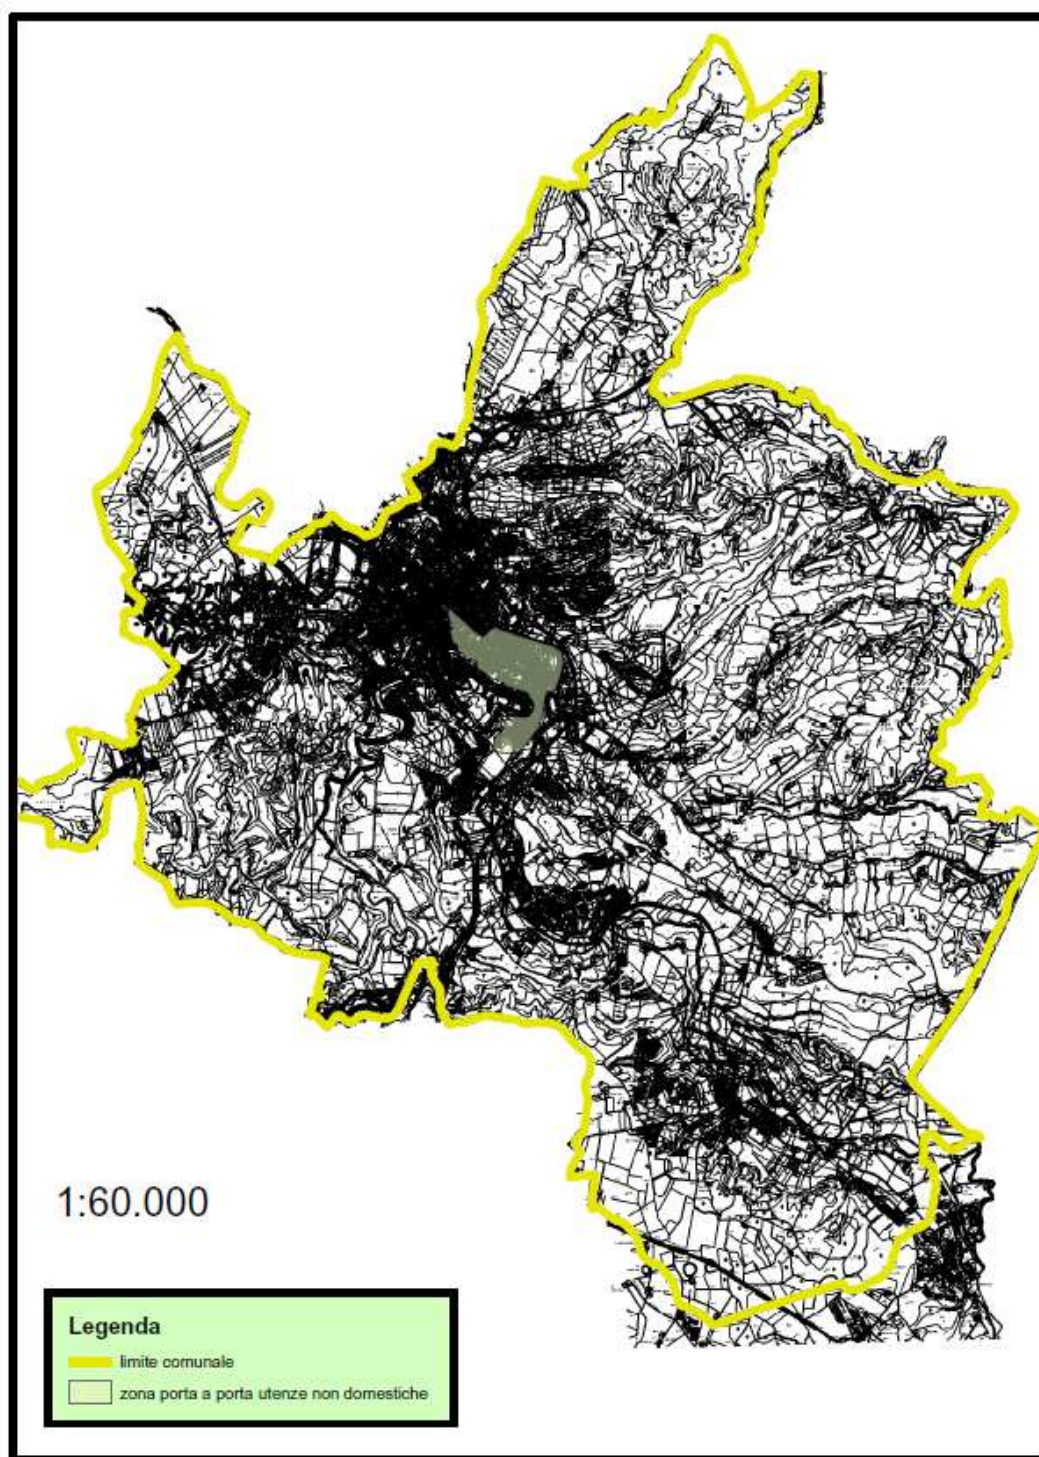 1:60.000
Legenda
limite comunale
zona porta a porta utenze non domestiche